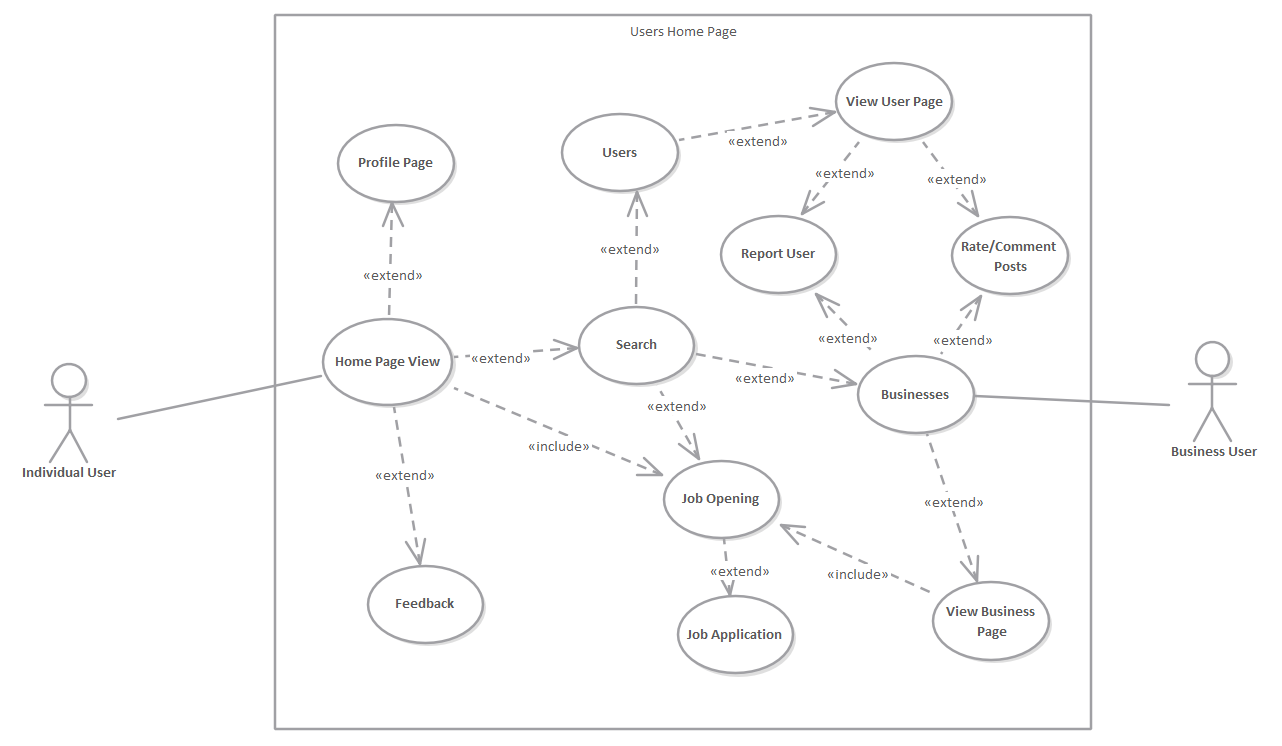 Users Home Page
View User Page
«extend»
Users
Profile Page
«extend»
«extend»
Report User
Rate/Comment
Posts
«extend»
«extend»
«extend»
«extend»
Search
Home Page View
«extend»
«extend»
Businesses
«extend»
«include»
Individual User
Business User
«extend»
Job Opening
«extend»
«extend»
«include»
Feedback
View Business
Page
Job Application